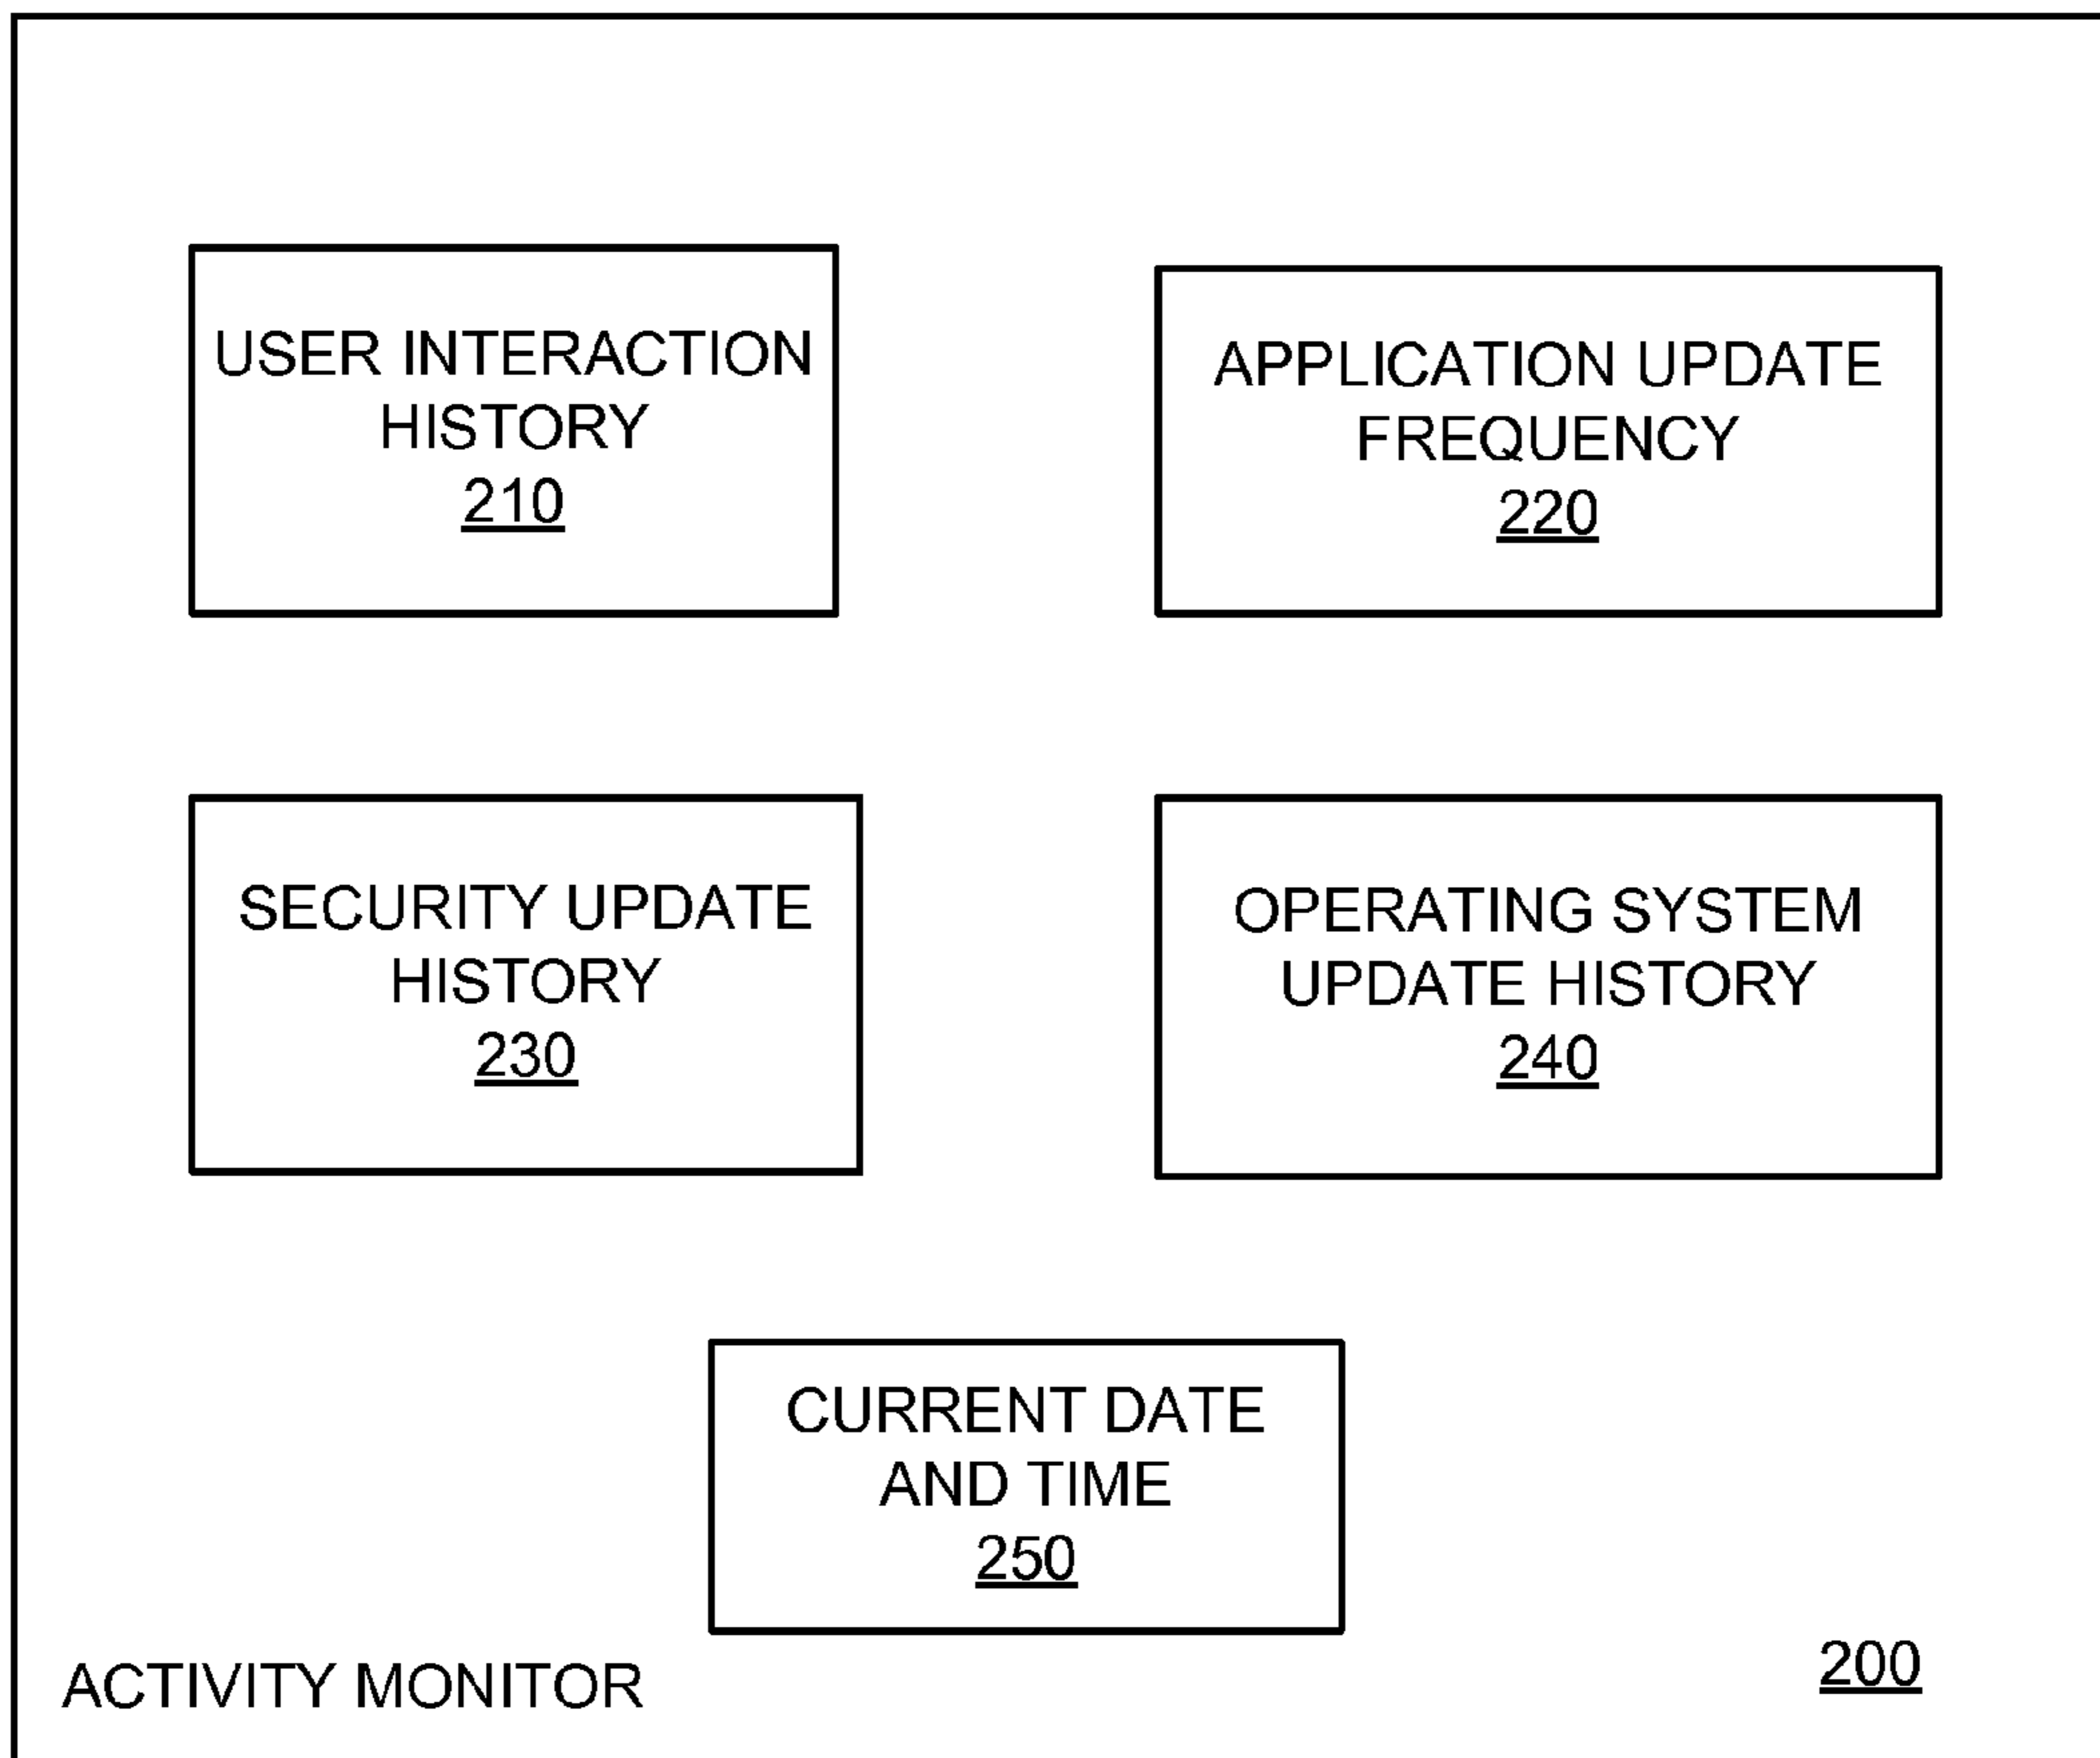 USER INTERACTION
HISTORY
210
APPLICATION UPDATE
FREQUENCY
220
SECURITY UPDATE
HISTORY
230
OPERATING SYSTEM
UPDATE HISTORY
240
CURRENT DATE
AND TIME
250
ACTIVITY MONITOR
200